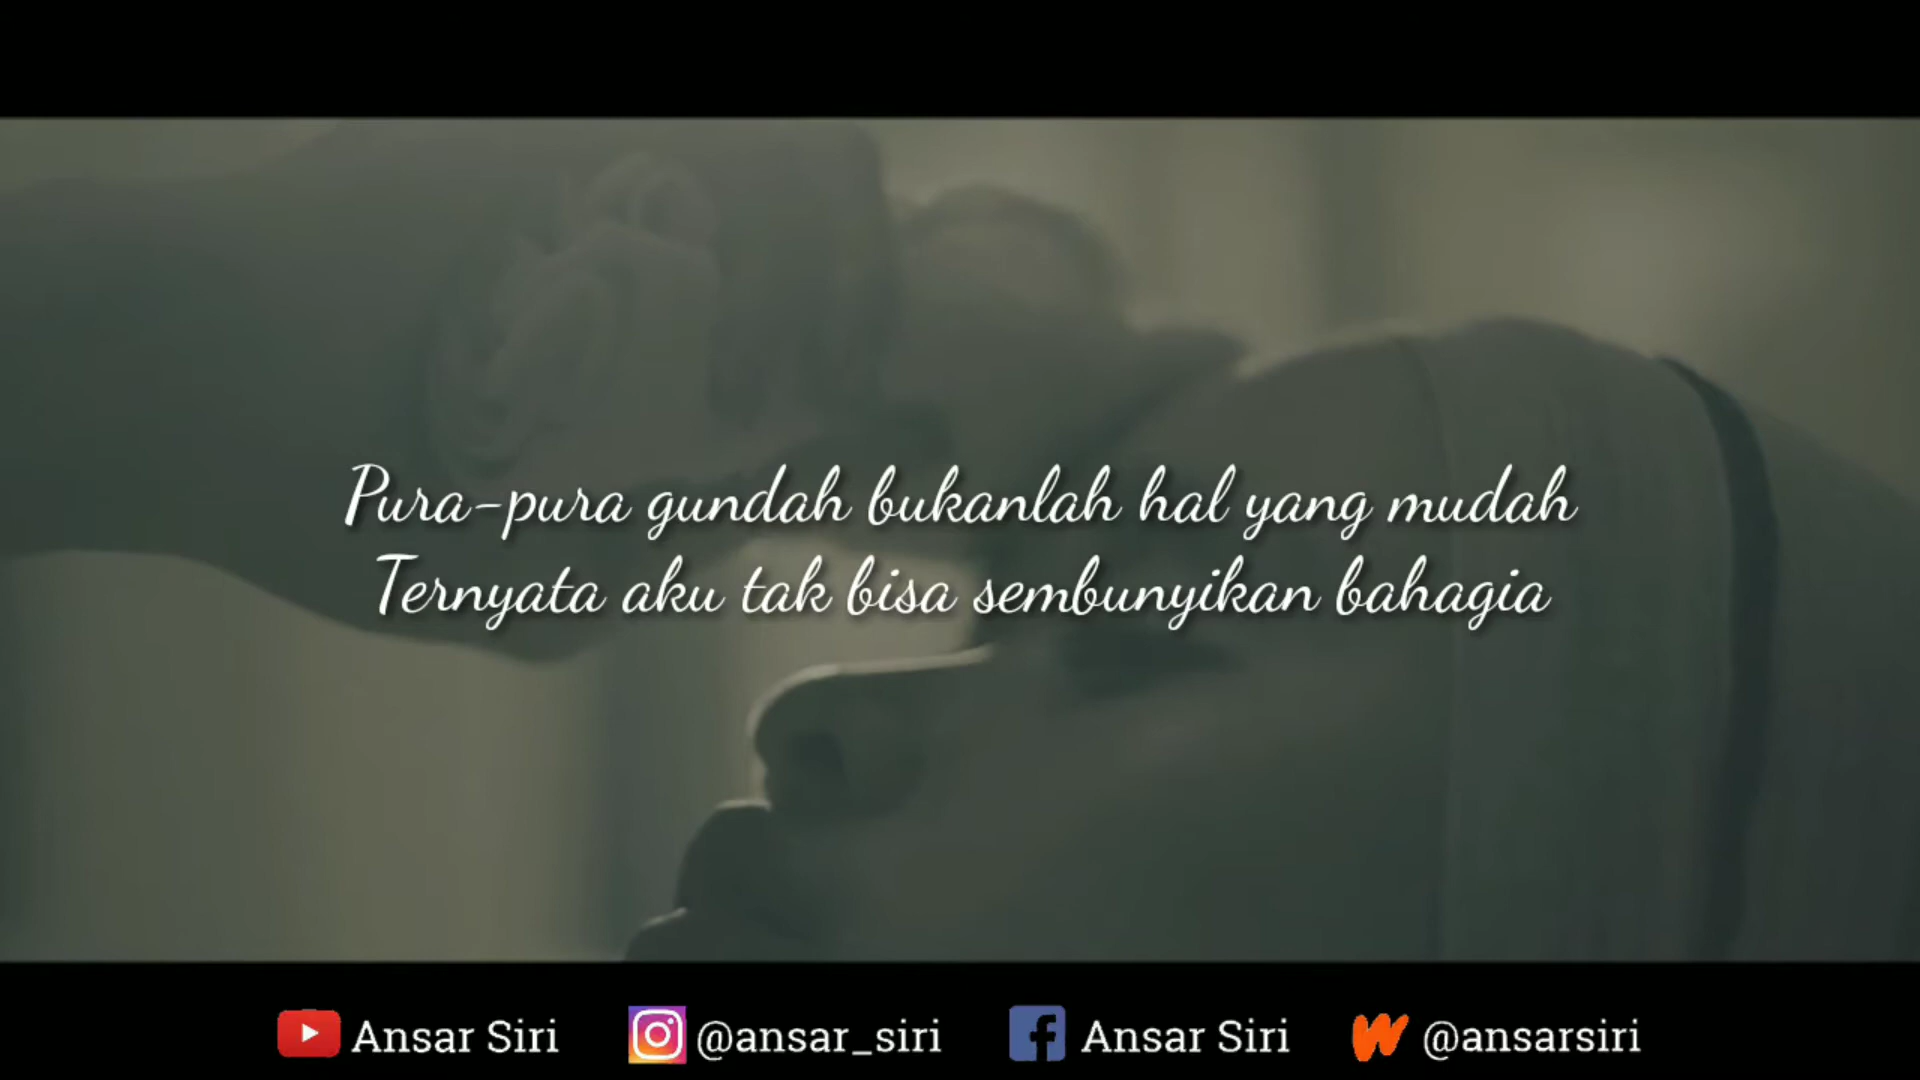 Pura-pura gundah bukanlah hal yang mudah
Ternyata aku tak bisa sembunyikan bahagia
Ansar Siri @ansar_siri Ansar Siri @ansarsiri